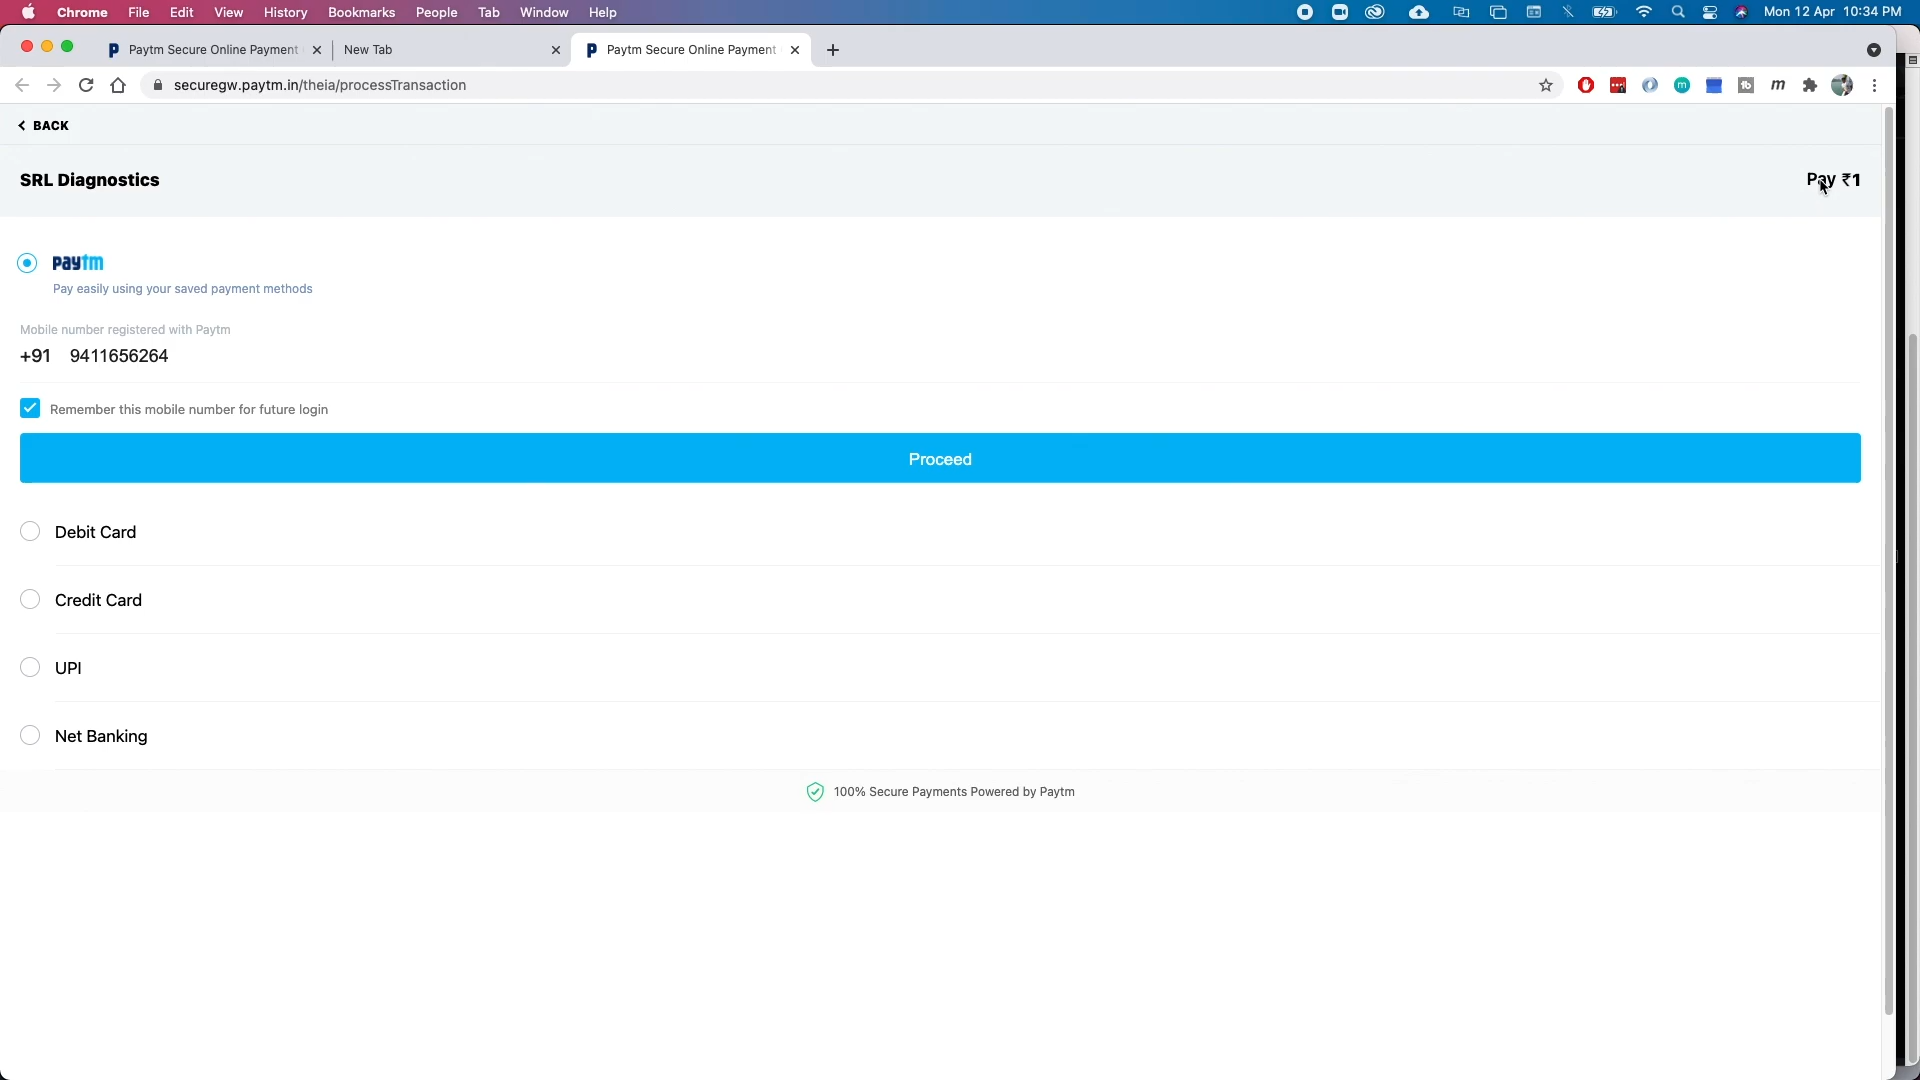 Chrome File Edit View History Bookmarks People Tab Window Help Mon 12 Apr 10:34 PM
Paytm Secure Online Payment New Tab Paytm Secure Online Payment
securegw.paytm.in/theia/processTransaction
BACK
SRL Diagnostics Pay ₹1
paytm
Pay easily using your saved payment methods
Mobile number registered with Paytm
+91 9411656264
Remember this mobile number for future login
Proceed
Debit Card
Credit Card
UPI
Net Banking
100% Secure Payments Powered by Paytm